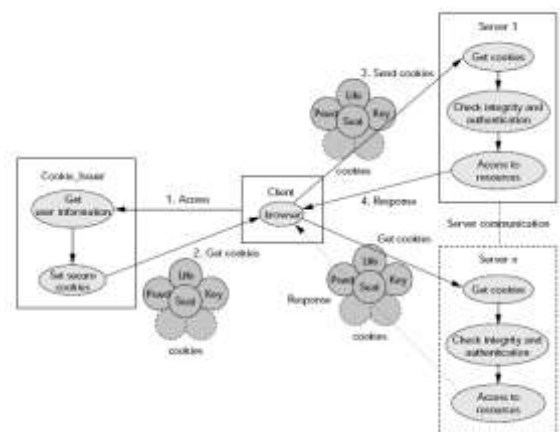 Server 1
Get cookies
Check integrity and
authentication
Access to
resources
3. Send cookies
Life
Pswd
Seal
Key
cookies
Cookie_Issuer
Get
user information
Set secure
cookies
1. Access
Client
browser
4. Response
2. Get cookies
Life
Pswd
Seal
Key
cookies
Get cookies
Life
Pswd
Seal
Key
cookies
Response
Server communication
Server n
Get cookies
Check integrity and
authentication
Access to
resources